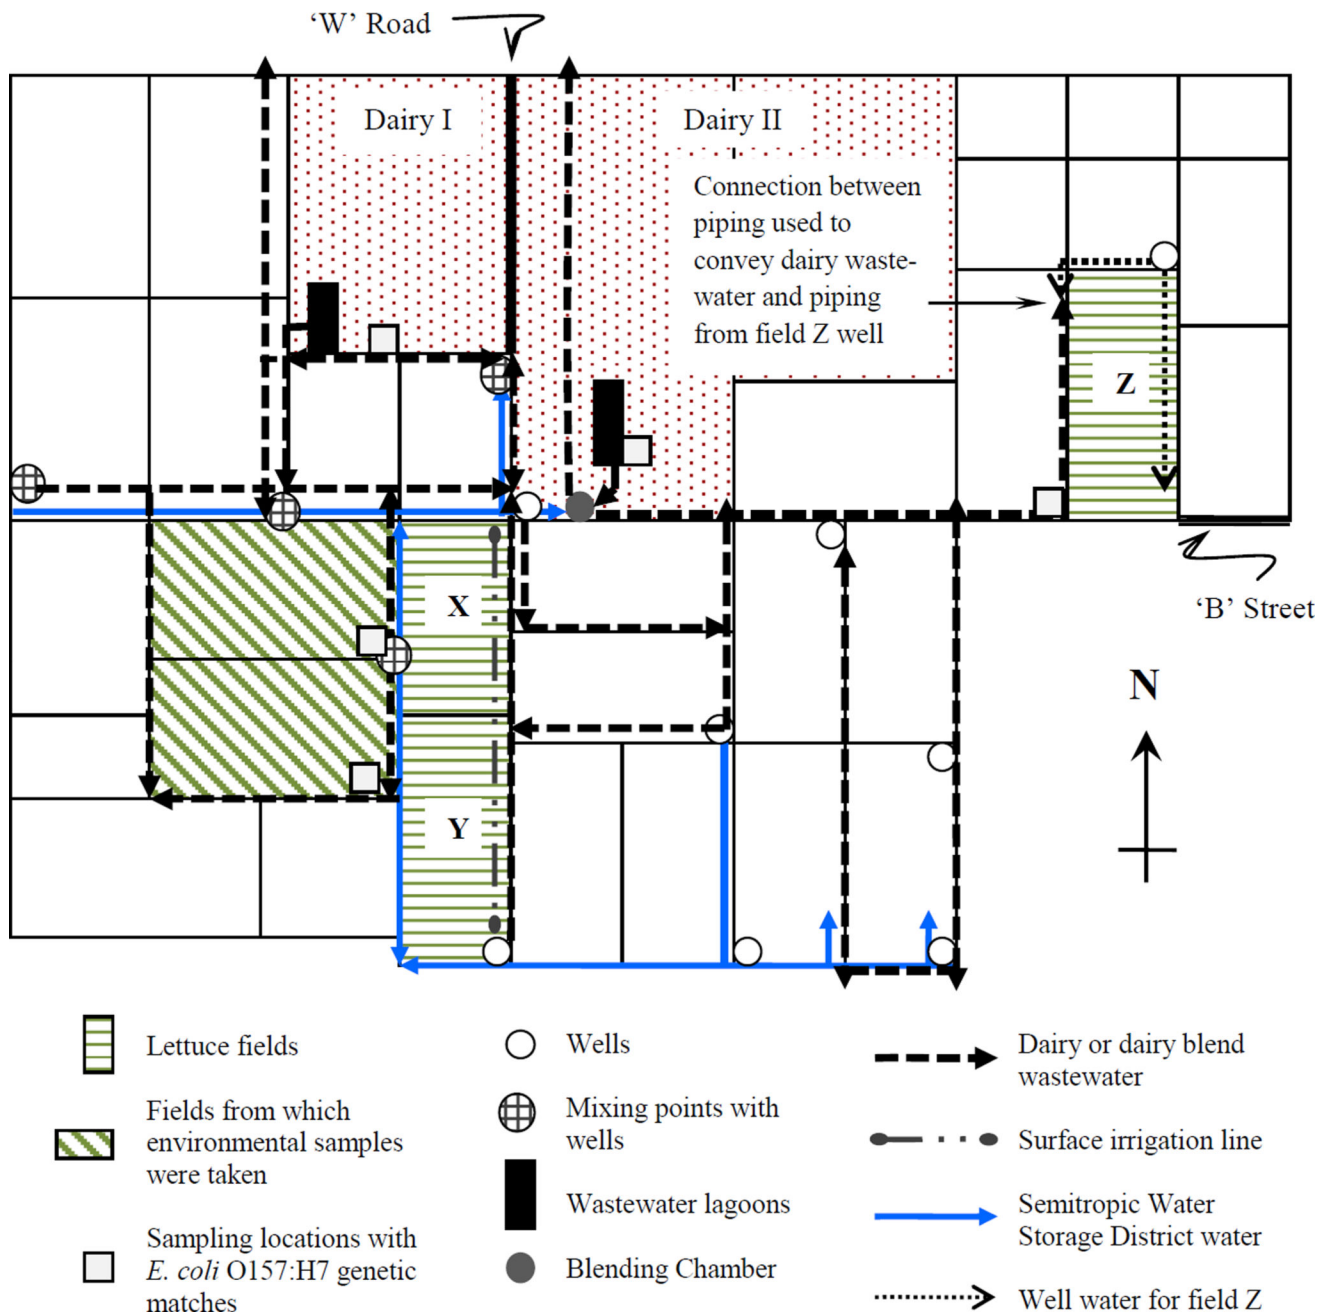 ‘W’ Road
Dairy I
Dairy II
Connection between
piping used to
convey dairy waste-
water and piping
from field Z well
Z
X
‘B’ Street
N
Y
Lettuce fields
Fields from which
environmental samples
were taken
Sampling locations with
E. coli O157:H7 genetic
matches
Wells
Mixing points with
wells
Wastewater lagoons
Blending Chamber
Dairy or dairy blend
wastewater
Surface irrigation line
Semitropic Water
Storage District water
Well water for field Z